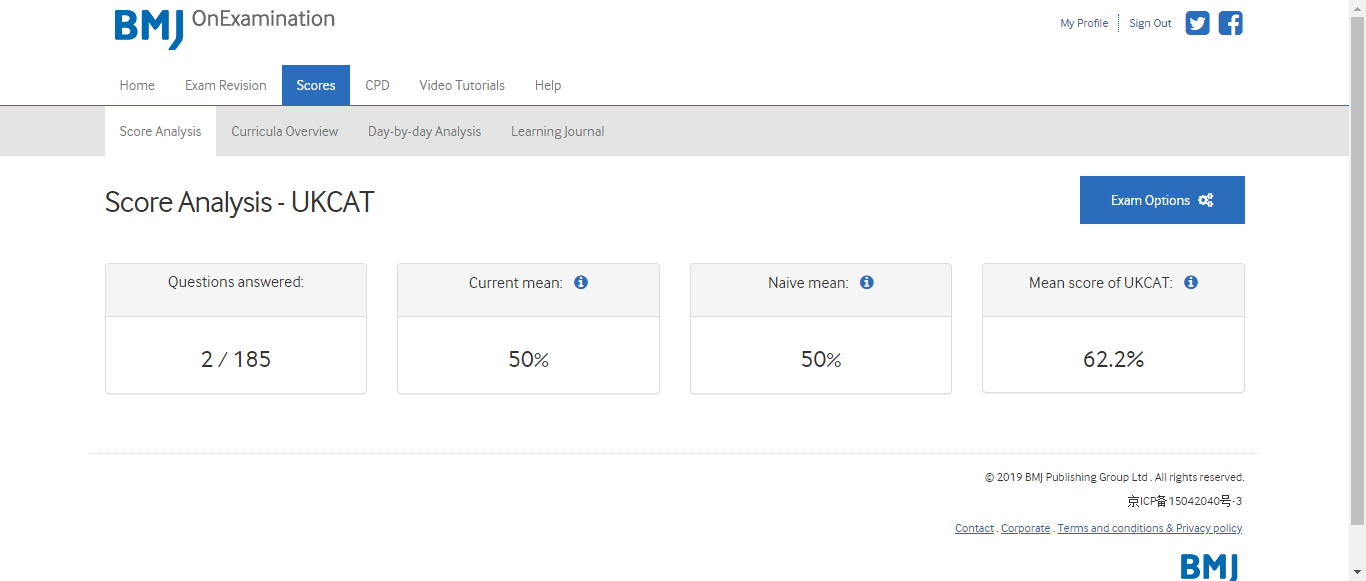 BMJ OnExamination
My Profile Sign Out
Home Exam Revision Scores CPD Video Tutorials Help
Score Analysis Curricula Overview Day-by-day Analysis Learning Journal
Score Analysis - UKCAT
Exam Options
Questions answered: Current mean: Naive mean: Mean score of UKCAT:
2 / 185 50% 50% 62.2%
© 2019 BMJ Publishing Group Ltd . All rights reserved.
京ICP备15042040号-3
Contact . Corporate . Terms and conditions & Privacy policy
BMJ